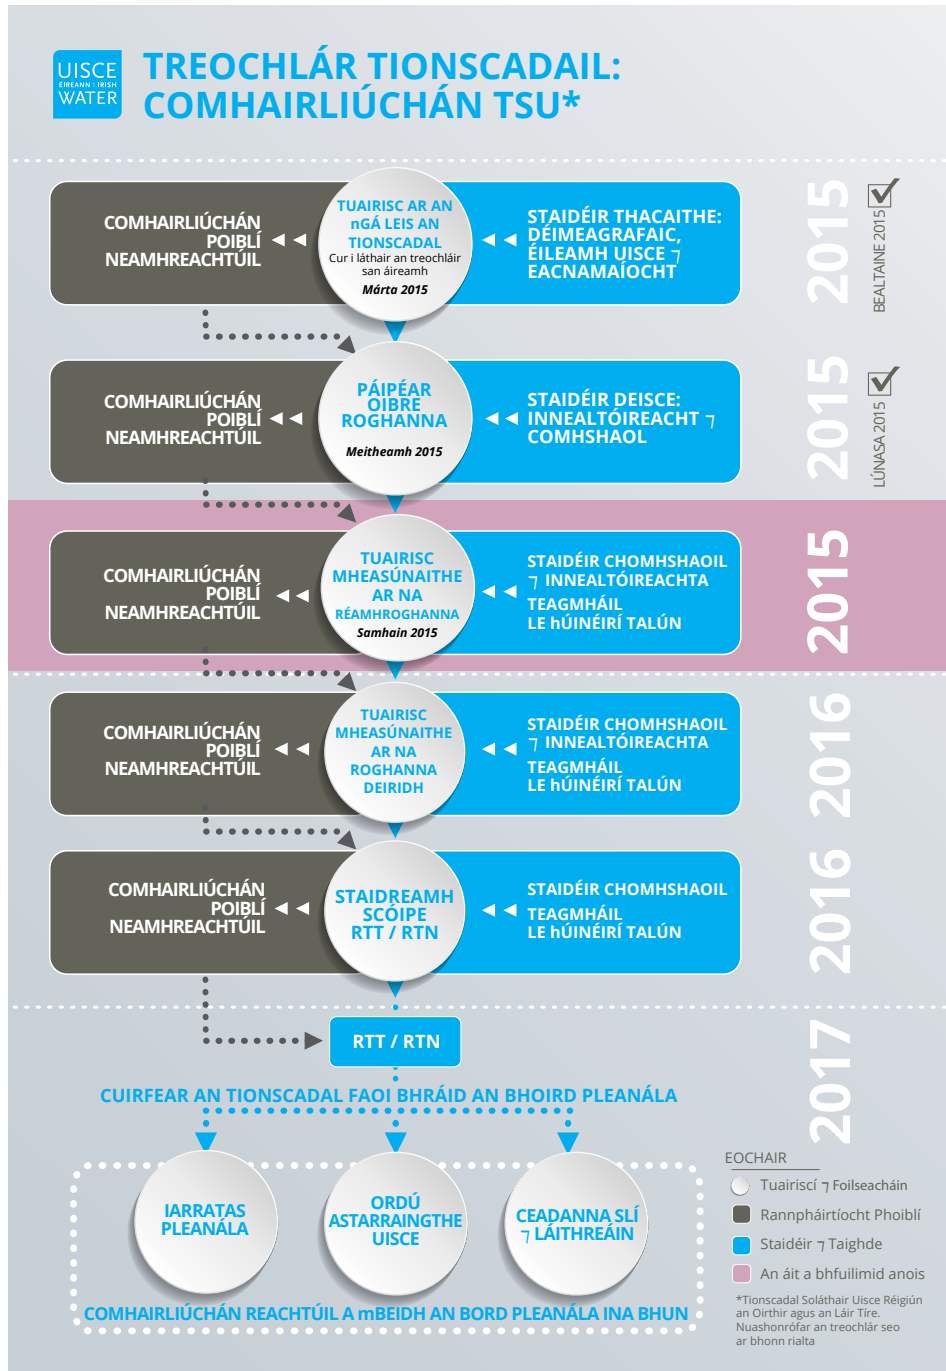 UISCE
ÉIREANN : IRISH
WATER
TREOCHLÁR TIONSCADAIL:
COMHAIRLIÚCHÁN TSU*
COMHAIRLIÚCHÁN
POIBLÍ
NEAMHREACHTÚIL
TUAIRISC AR AN
nGÁ LEIS AN
TIONSCADAL
Cur i láthair an treochláir
san áireamh
Márta 2015
STAIDÉIR THACAITHE:
DÉIMEAGRAFAIC,
ÉILEAMH UISCE ⁊
EACNAMAÍOCHT
2015
BEALTAINE 2015
COMHAIRLIÚCHÁN
POIBLÍ
NEAMHREACHTÚIL
PÁIPÉAR
OIBRE
ROGHANNA
Meitheamh 2015
STAIDÉIR DEISCE:
INNEALTÓIREACHT ⁊
COMHSHAOL
2015
LÚNASA 2015
COMHAIRLIÚCHÁN
POIBLÍ
NEAMHREACHTÚIL
TUAIRISC
MHEASÚNAITHE
AR NA
RÉAMHROGHANNA
Samhain 2015
STAIDÉIR CHOMHSHAOIL
⁊ INNEALTÓIREACHTA
TEAGMHÁIL
LE hÚINÉIRÍ TALÚN
2015
COMHAIRLIÚCHÁN
POIBLÍ
NEAMHREACHTÚIL
TUAIRISC
MHEASÚNAITHE
AR NA
ROGHANNA
DEIRIDH
STAIDÉIR CHOMHSHAOIL
⁊ INNEALTÓIREACHTA
TEAGMHÁIL
LE hÚINÉIRÍ TALÚN
2016
COMHAIRLIÚCHÁN
POIBLÍ
NEAMHREACHTÚIL
STAIDREAMH
SCÓIPE
RTT / RTN
STAIDÉIR CHOMHSHAOIL
TEAGMHÁIL
LE hÚINÉIRÍ TALÚN
2016
RTT / RTN
2017
CUIRFEAR AN TIONSCADAL FAOI BHRÁID AN BHOIRD PLEANÁLA
IARRATAS
PLEANÁLA
ORDÚ
ASTARRAINGTHE
UISCE
CEADANNA SLÍ
⁊ LÁITHREÁIN
COMHAIRLIÚCHÁN REACHTÚIL A mBEIDH AN BORD PLEANÁLA INA BHUN
EOCHAIR
Tuairiscí ⁊ Foilseacháin
Rannpháirtíocht Phoiblí
Staidéir ⁊ Taighde
An áit a bhfuilimid anois
*Tionscadal Soláthair Uisce Réigiún
an Oirthir agus an Láir Tíre.
Nuashonrófar an treochlár seo
ar bhonn rialta